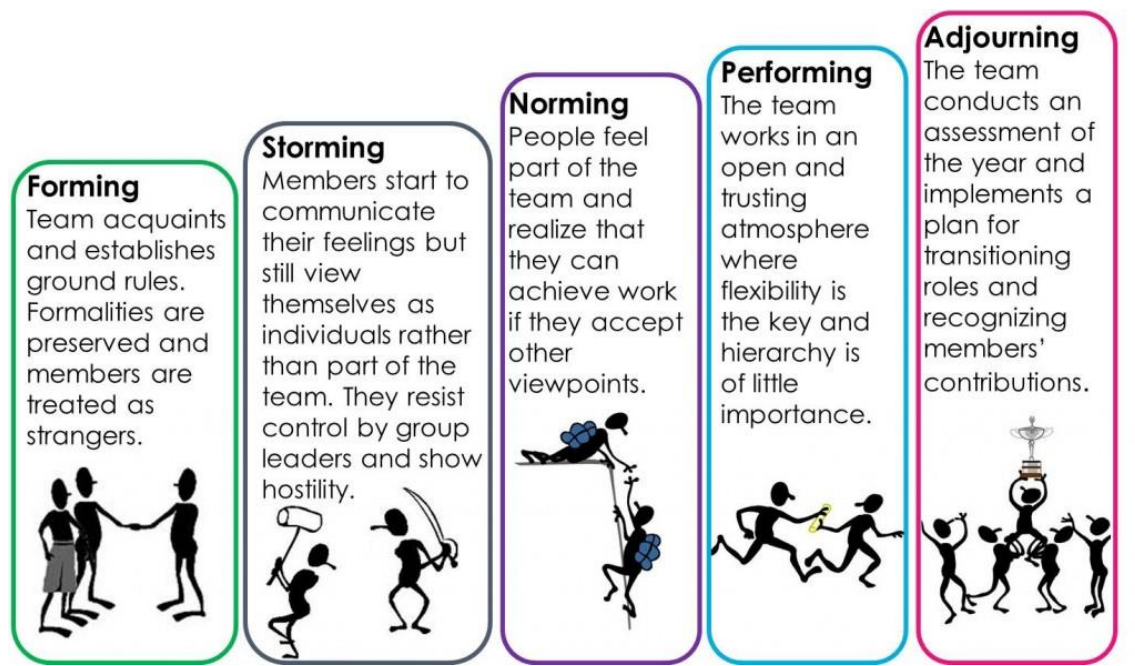 Forming
Team acquaints
and establishes
ground rules.
Formalities are
preserved and
members are
treated as
strangers.
Storming
Members start to
communicate
their feelings but
still view
themselves as
individuals rather
than part of the
team. They resist
control by group
leaders and show
hostility.
Norming
People feel
part of the
team and
realize that
they can
achieve work
if they accept
other
viewpoints.
Performing
The team
works in an
open and
trusting
atmosphere
where
flexibility is
the key and
hierarchy is
of little
importance.
Adjourning
The team
conducts an
assessment of
the year and
implements a
plan for
transitioning
roles and
recognizing
members’
contributions.